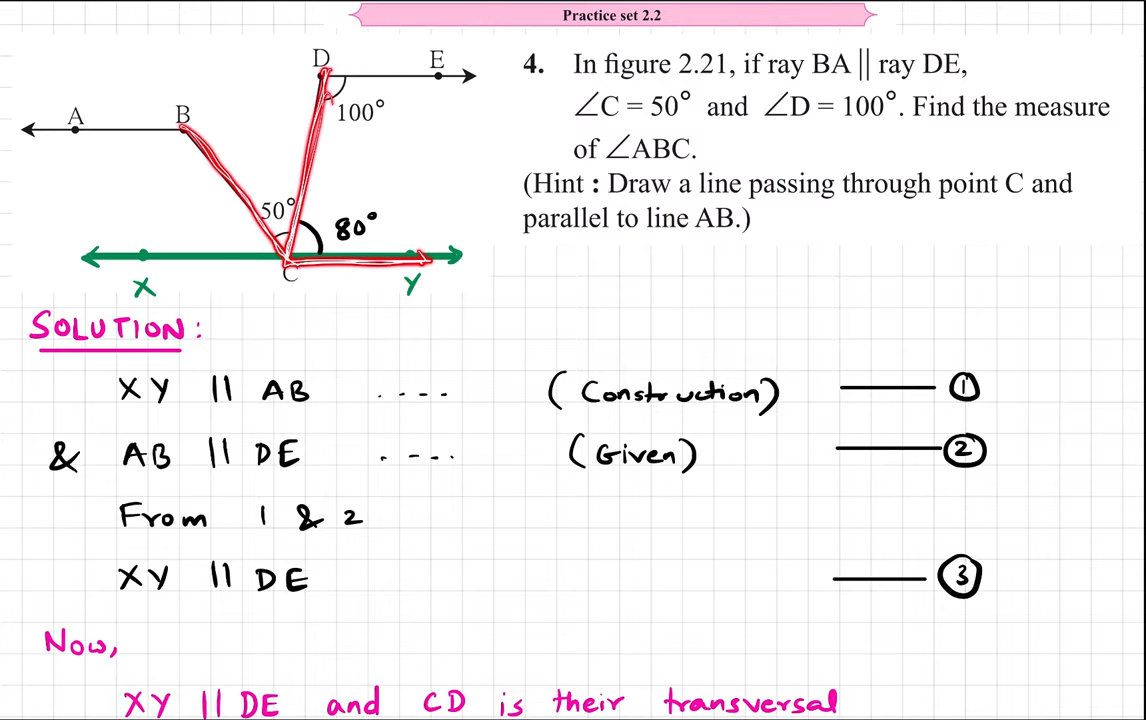 Practice set 2.2
D E
A B
100°
50°
80°
C
X Y
4. In figure 2.21, if ray BA || ray DE,
∠C = 50° and ∠D = 100°. Find the measure
of ∠ABC.
(Hint : Draw a line passing through point C and
parallel to line AB.)
SOLUTION:
XY || AB .... (Construction) ① 
& AB || DE .... (Given) ②
From 1 & 2
XY || DE ③
Now,
XY || DE and CD is their transversal